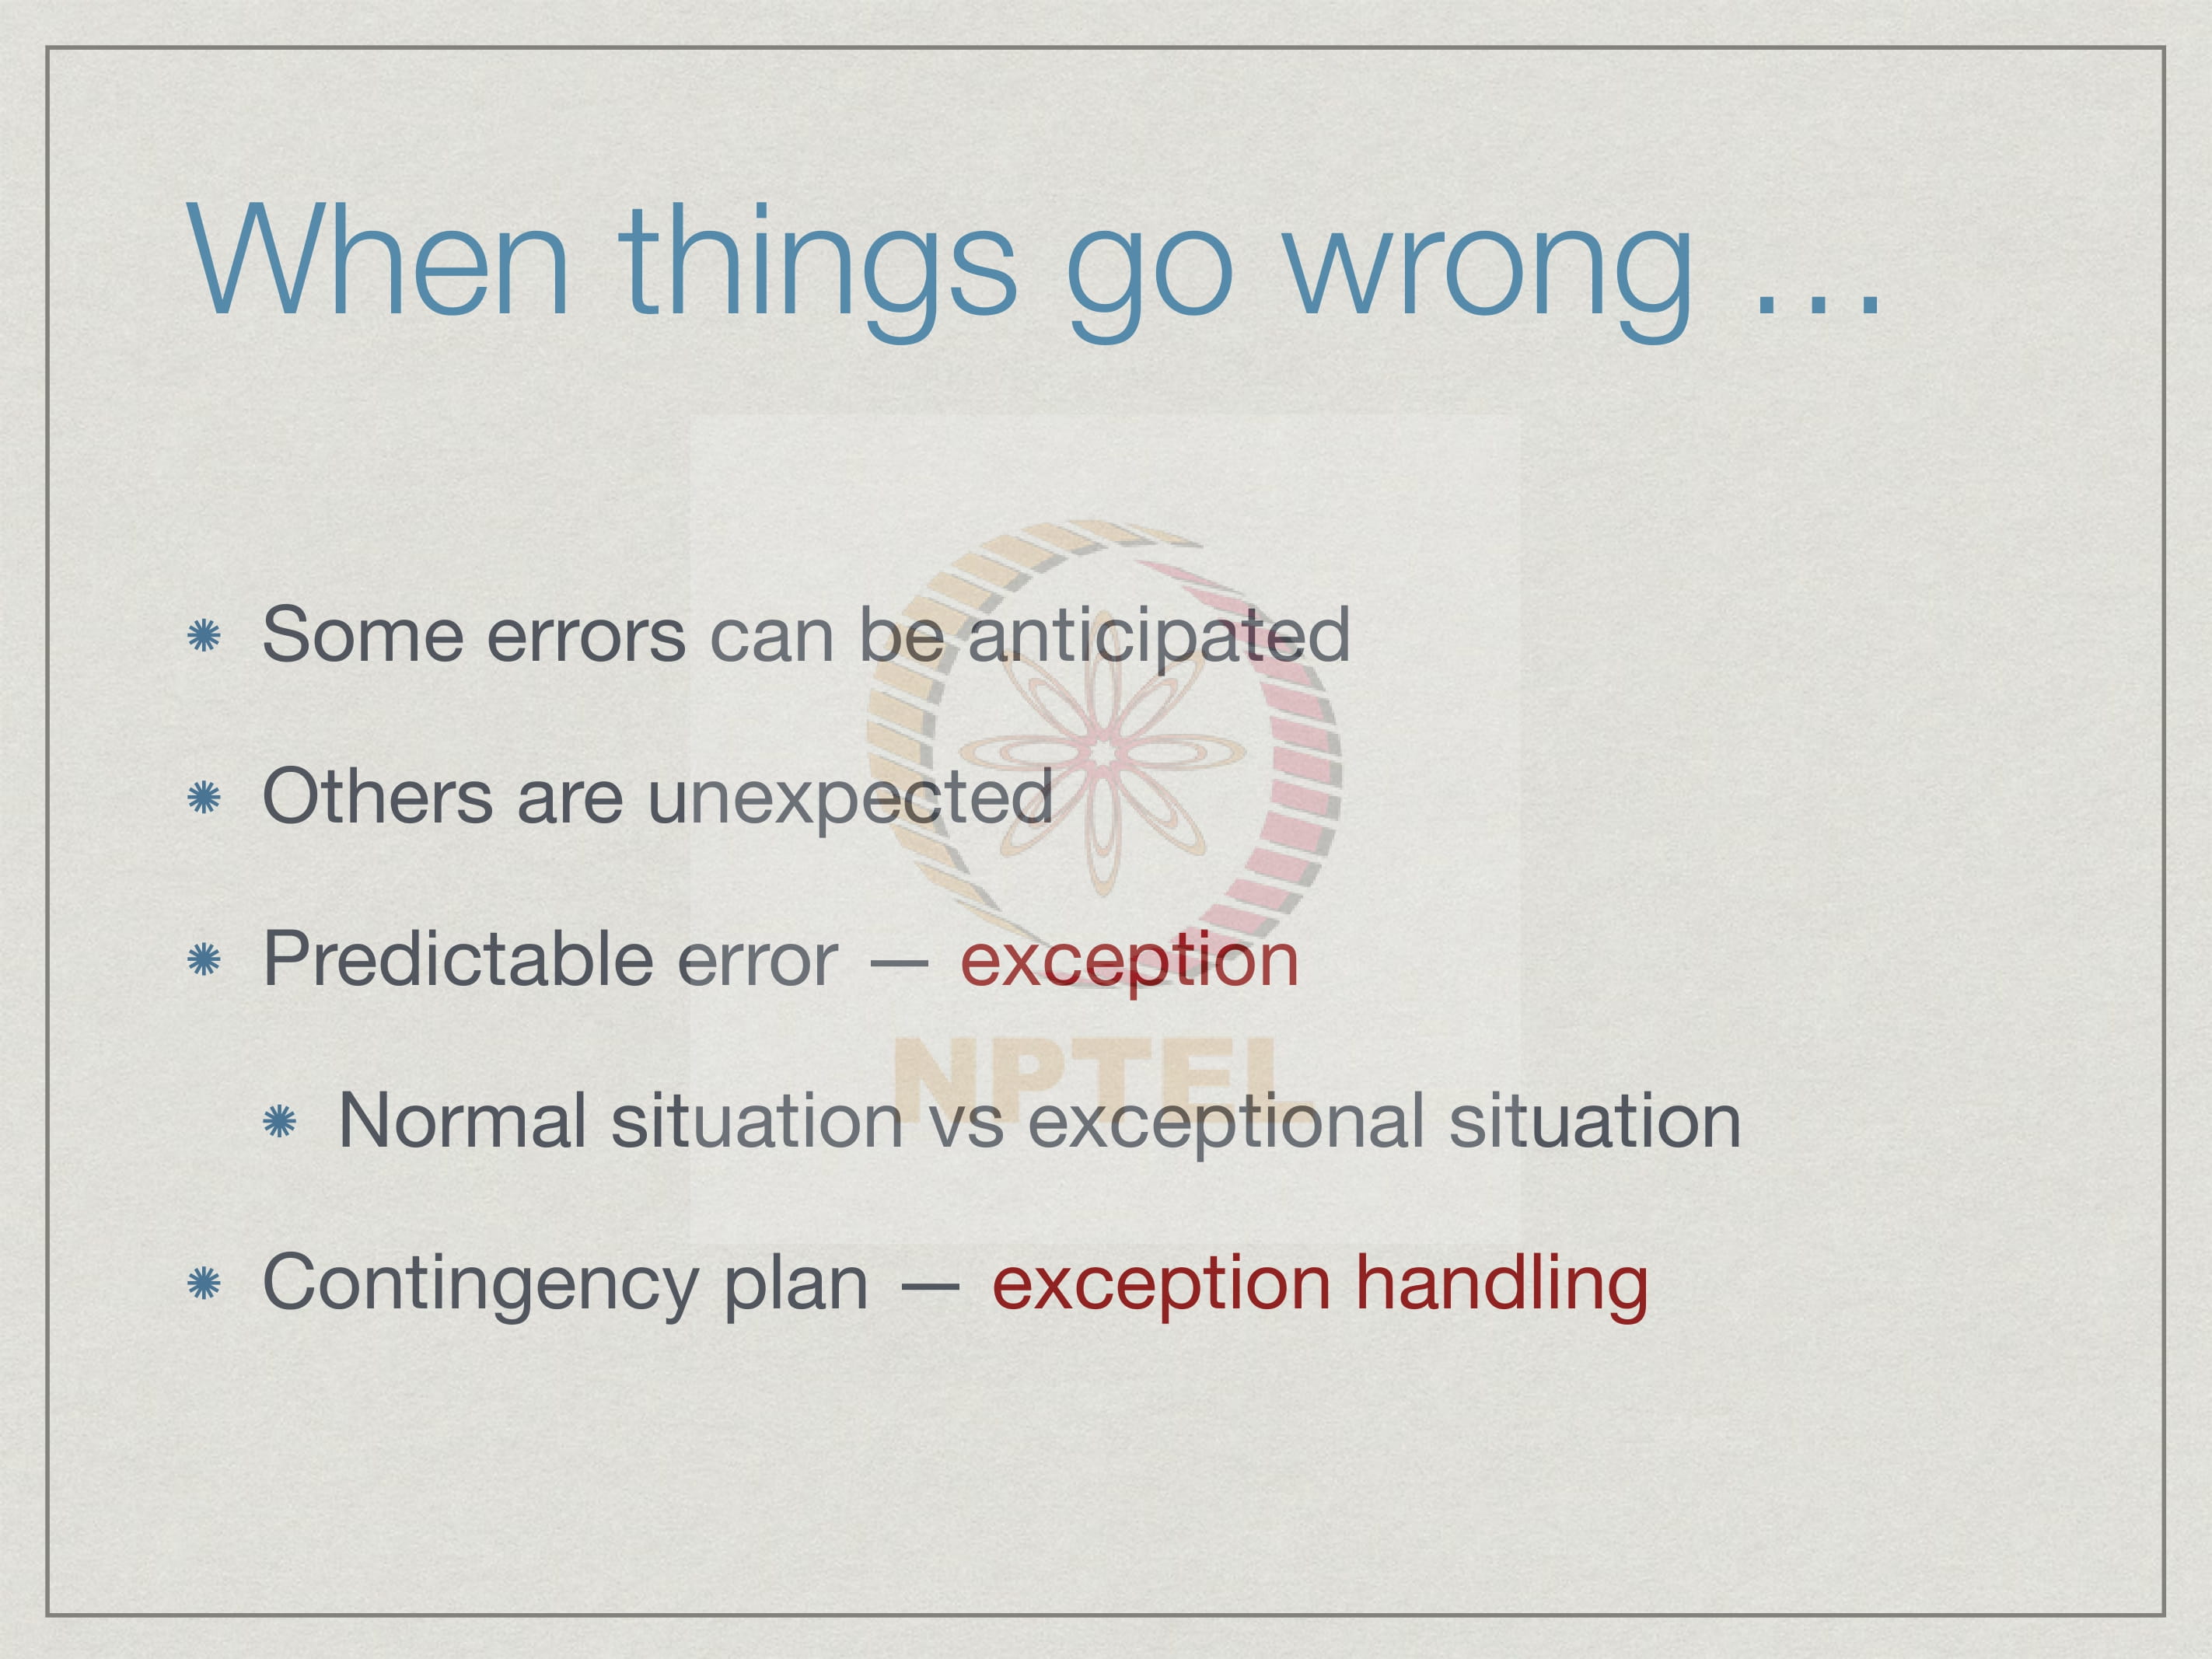 When things go wrong …
Some errors can be anticipated
Others are unexpected
Predictable error — exception
NPTEL
Normal situation vs exceptional situation
Contingency plan — exception handling